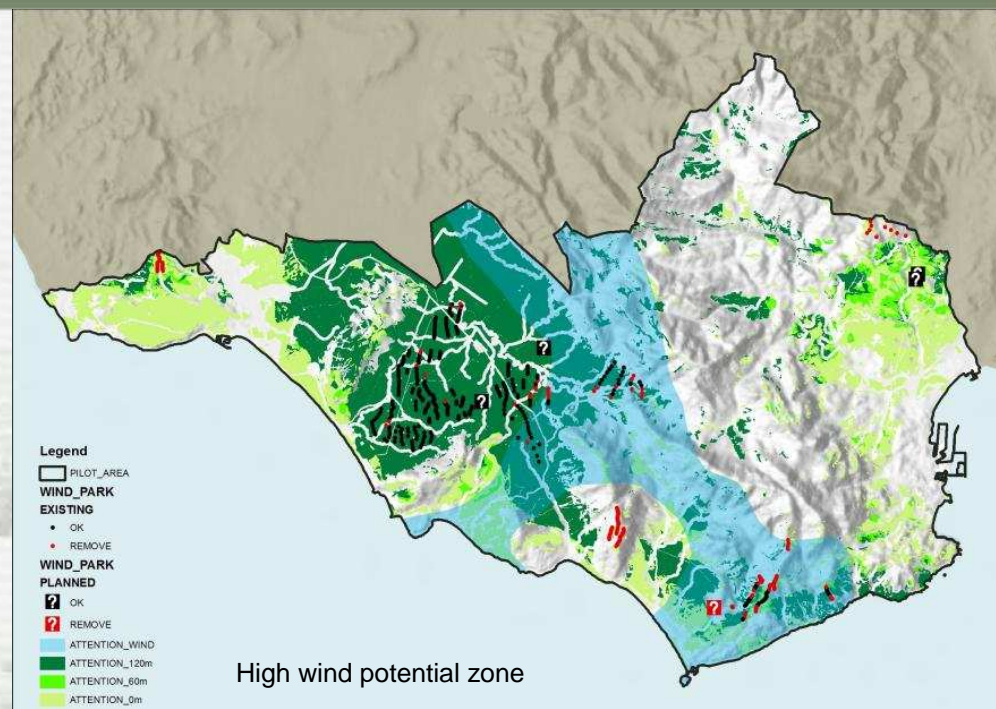 Legend
PILOT_AREA
WIND_PARK
EXISTING
OK
REMOVE
WIND_PARK
PLANNED
? OK
? REMOVE
ATTENTION_WIND
ATTENTION_120m
ATTENTION_60m
ATTENTION_0m
High wind potential zone
?
?
?
?